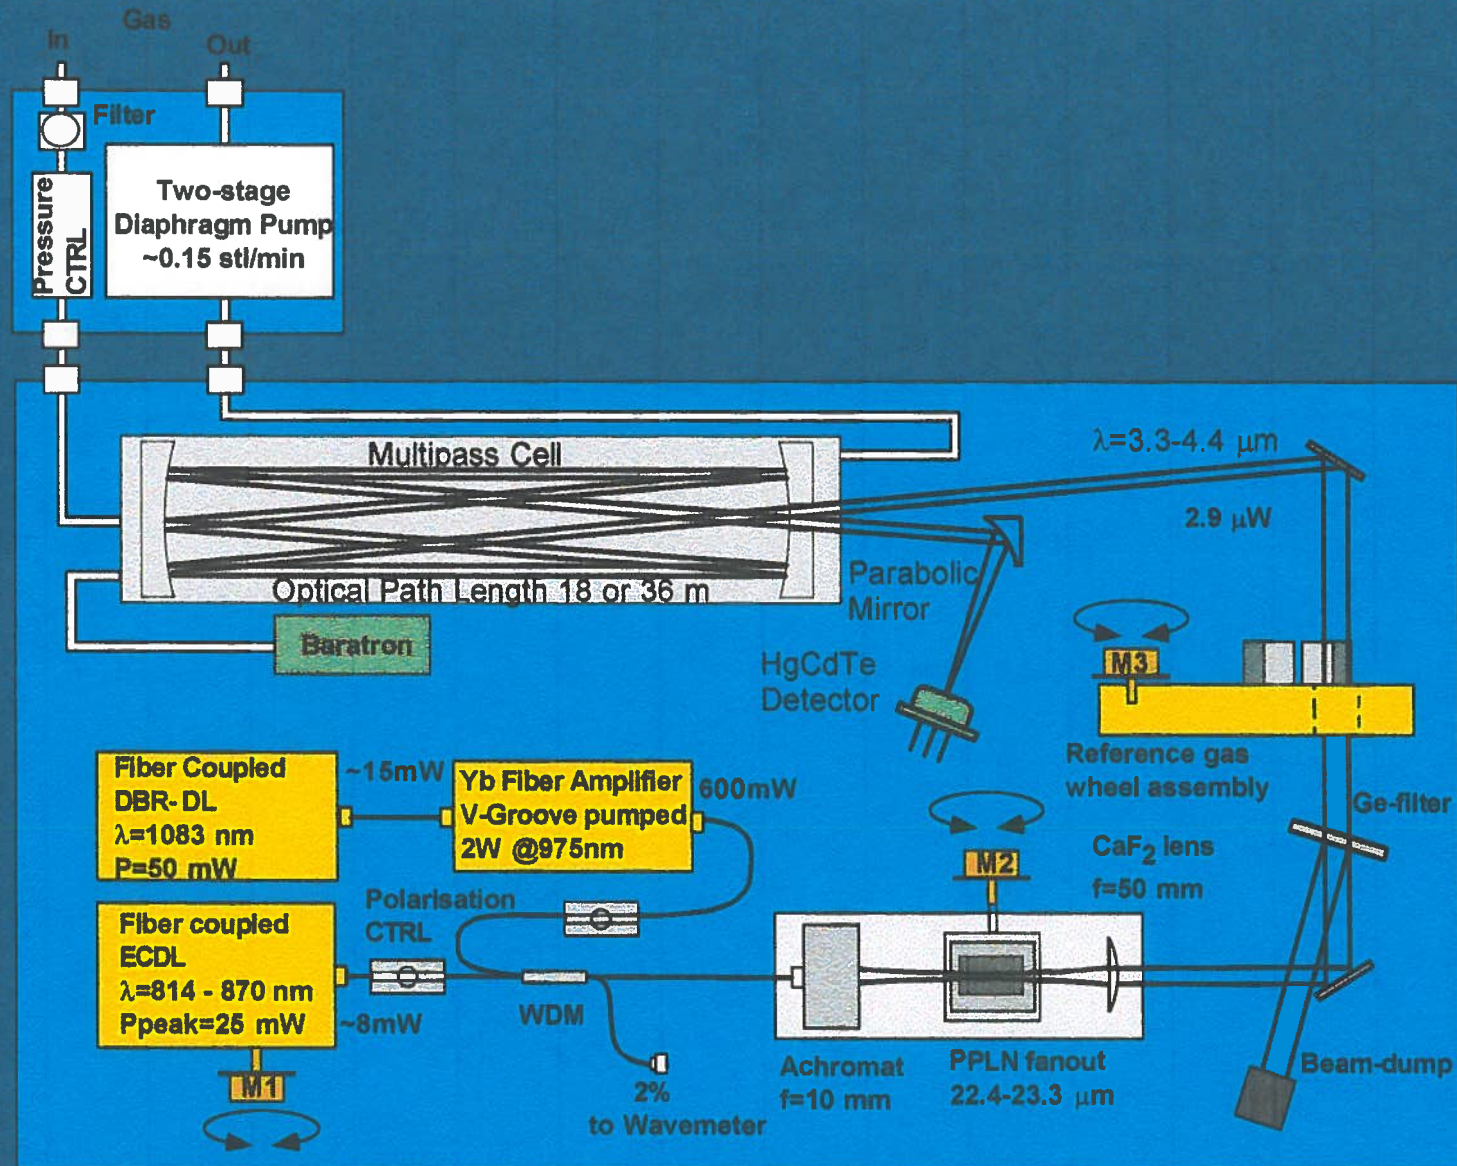 Gas
In
Out
Filter
Pressure
CTRL
Two-stage
Diaphragm Pump
~0.15 stl/min
Multipass Cell
Optical Path Length 18 or 36 m
Baratron
λ=3.3-4.4 μm
2.9 μW
Parabolic
Mirror
HgCdTe
Detector
M3
Reference gas
wheel assembly
Ge-filter
Fiber Coupled
DBR-DL
λ=1083 nm
P=50 mW
~15mW
Yb Fiber Amplifier
V-Groove pumped
2W @975nm
600mW
M2
CaF2 lens
f=50 mm
Polarisation
CTRL
Fiber coupled
ECDL
λ=814 - 870 nm
Ppeak=25 mW
~8mW
WDM
M1
2%
to Wavemeter
Achromat
f=10 mm
PPLN fanout
22.4-23.3 μm
Beam-dump